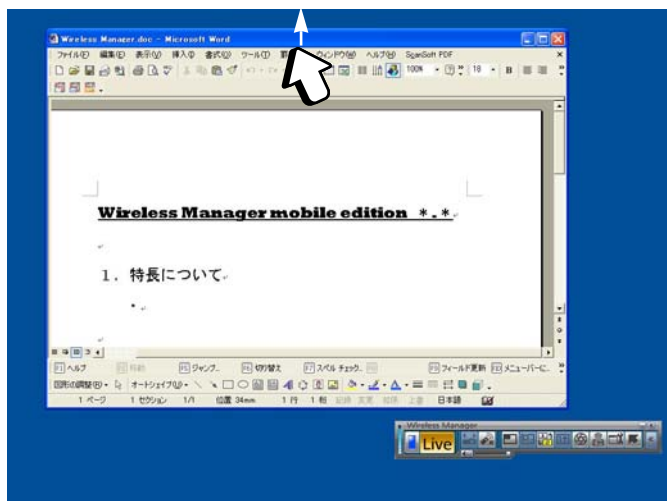 Wireless Manager.doc - Microsoft Word
ファイル(F) 編集(E) 表示(V) 挿入(I) 書式(O) ツール(T) ウィンドウ(W) ヘルプ(H) ScanSoft PDF
100% 18 B
Wireless Manager mobile edition *.*
1. 特長について
F1 ヘルプ F5 ジャンプ F6 切り替え F7 スペル チェック F9 フィールド更新 F10 メニューバーに
図形の調整(R) オートシェイプ(U)
1 ページ 1 セクション 1/1 位置 34mm 1 行 1 桁 日本語
Wireless Manager
Live